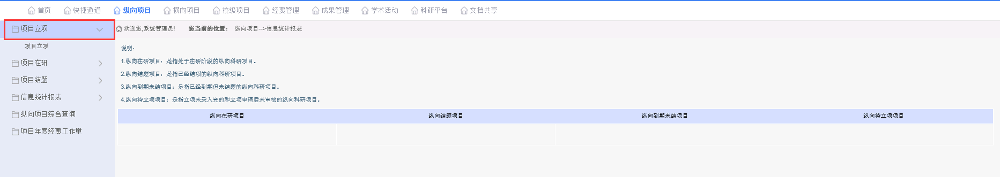 首页 快捷通道 纵向项目 横向项目 校级项目 经费管理 成果管理 学术活动 科研平台 文档共享
项目立项
项目立项
项目在研
项目结题
信息统计报表
纵向项目综合查询
项目年度经费工作量
欢迎您,系统管理员! 您当前的位置： 纵向项目-->信息统计报表
说明：
1.纵向在研项目：是指处于在研阶段的纵向科研项目。
2.纵向结题项目：是指已经结项的纵向科研项目。
3.纵向到期未结项目：是指已经到期但未结题的纵向科研项目。
4.纵向待立项项目：是指立项未录入完的和立项申请后未审核的纵向科研项目。
纵向在研项目 纵向结题项目 纵向到期未结项目 纵向待立项项目